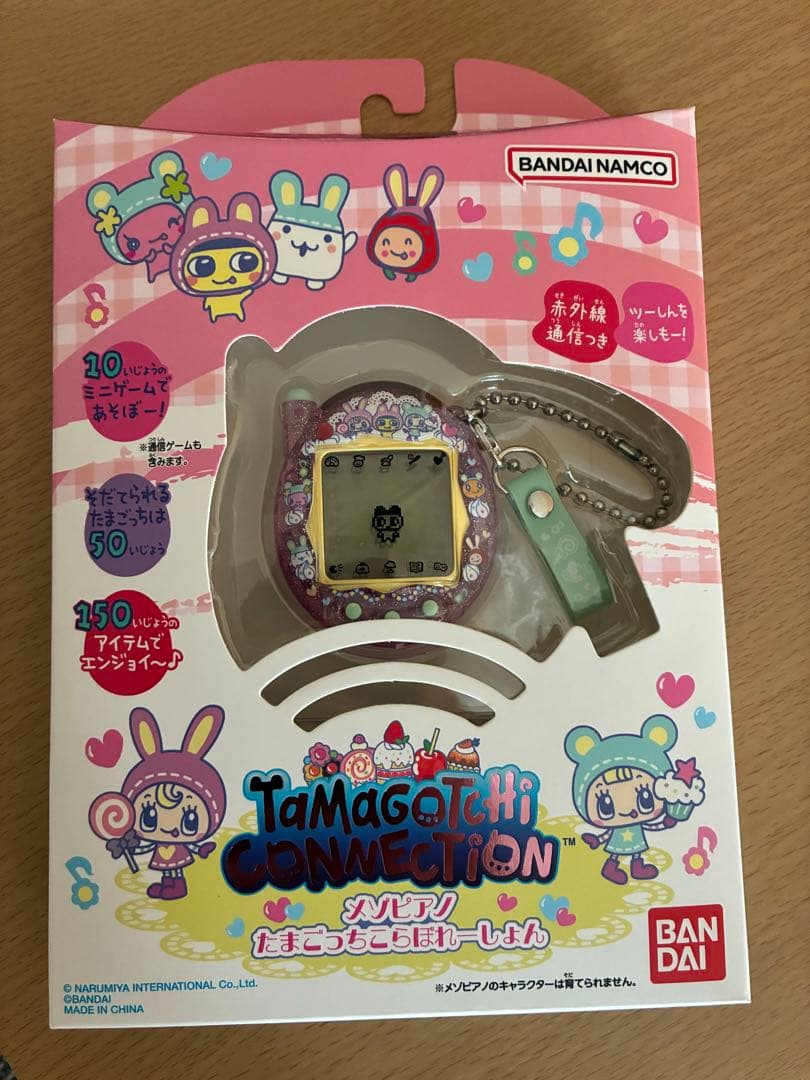 BANDAI NAMCO
赤外線
通信つき
ツーしんを
楽しもー!
10いじょうの
ミニゲームで
あそぼー!
※通信ゲームも
含みます。
そだてられる
たまごっちは
50いじょう
150いじょうの
アイテムで
エンジョイ〜♪
TAMAGOTCHI
CONNECTION™
メゾピアノ
たまごっちこらぼれーしょん
BAN
DAI
© NARUMIYA INTERNATIONAL Co.,Ltd.
©BANDAI
MADE IN CHINA
※メゾピアノのキャラクターは育てられません。